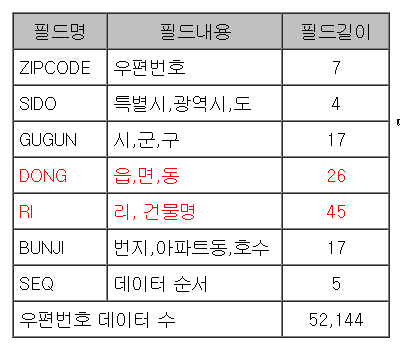 필드명 필드내용 필드길이
ZIPCODE 우편번호 7
SIDO 특별시,광역시,도 4
GUGUN 시,군,구 17
DONG 읍,면,동 26
RI 리, 건물명 45
BUNJI 번지,아파트동,호수 17
SEQ 데이터 순서 5
우편번호 데이터 수 52,144